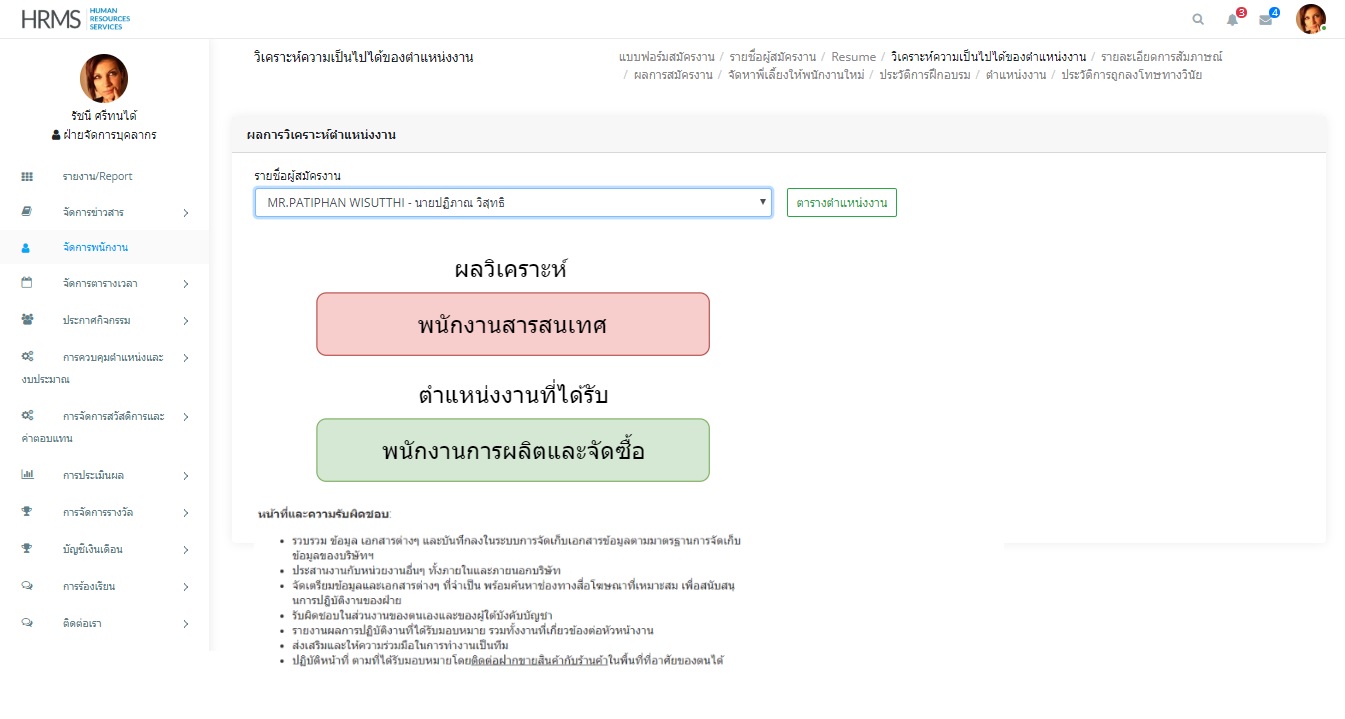 HRMS HUMAN
RESOURCES
SERVICES
3
4
รัชนี ศรีทนได้
ฝ่ายจัดการบุคลากร
รายงาน/Report
จัดการข่าวสาร
จัดการพนักงาน
จัดการตารางเวลา
ประกาศกิจกรรม
การควบคุมตำแหน่งและ
งบประมาณ
การจัดการสวัสดิการและ
ค่าตอบแทน
การประเมินผล
การจัดการรางวัล
บัญชีเงินเดือน
การร้องเรียน
ติดต่อเรา
วิเคราะห์ความเป็นไปได้ของตำแหน่งงาน
แบบฟอร์มสมัครงาน / รายชื่อผู้สมัครงาน / Resume / วิเคราะห์ความเป็นไปได้ของตำแหน่งงาน / รายละเอียดการสัมภาษณ์
/ ผลการสมัครงาน / จัดหาพี่เลี้ยงให้พนักงานใหม่ / ประวัติการฝึกอบรม / ตำแหน่งงาน / ประวัติการถูกลงโทษทางวินัย
ผลการวิเคราะห์ตำแหน่งงาน
รายชื่อผู้สมัครงาน
MR.PATIPHAN WISUTTHI - นายปฏิภาณ วิสุทธิ
ตารางตำแหน่งงาน
ผลวิเคราะห์
พนักงานสารสนเทศ
ตำแหน่งงานที่ได้รับ
พนักงานการผลิตและจัดซื้อ
หน้าที่และความรับผิดชอบ:
• รวบรวม ข้อมูล เอกสารต่างๆ และบันทึกลงในระบบการจัดเก็บเอกสารข้อมูลตามมาตรฐานการจัดเก็บ
ข้อมูลของบริษัทฯ
• ประสานงานกับหน่วยงานอื่นๆ ทั้งภายในและภายนอกบริษัท
• จัดเตรียมข้อมูลและเอกสารต่างๆ ที่จำเป็น พร้อมค้นหาช่องทางสื่อโฆษณาที่เหมาะสม เพื่อสนับสนุ
นการปฏิบัติงานของฝ่าย
• รับผิดชอบในส่วนงานของตนเองและของผู้ใต้บังคับบัญชา
• รายงานผลการปฏิบัติงานที่ได้รับมอบหมาย รวมทั้งงานที่เกี่ยวข้องต่อหัวหน้างาน
• ส่งเสริมและให้ความร่วมมือในการทำงานเป็นทีม
• ปฏิบัติหน้าที่ ตามที่ได้รับมอบหมายโดยติดต่อฝากขายสินค้ากับร้านค้าในพื้นที่ที่อาศัยของตนได้